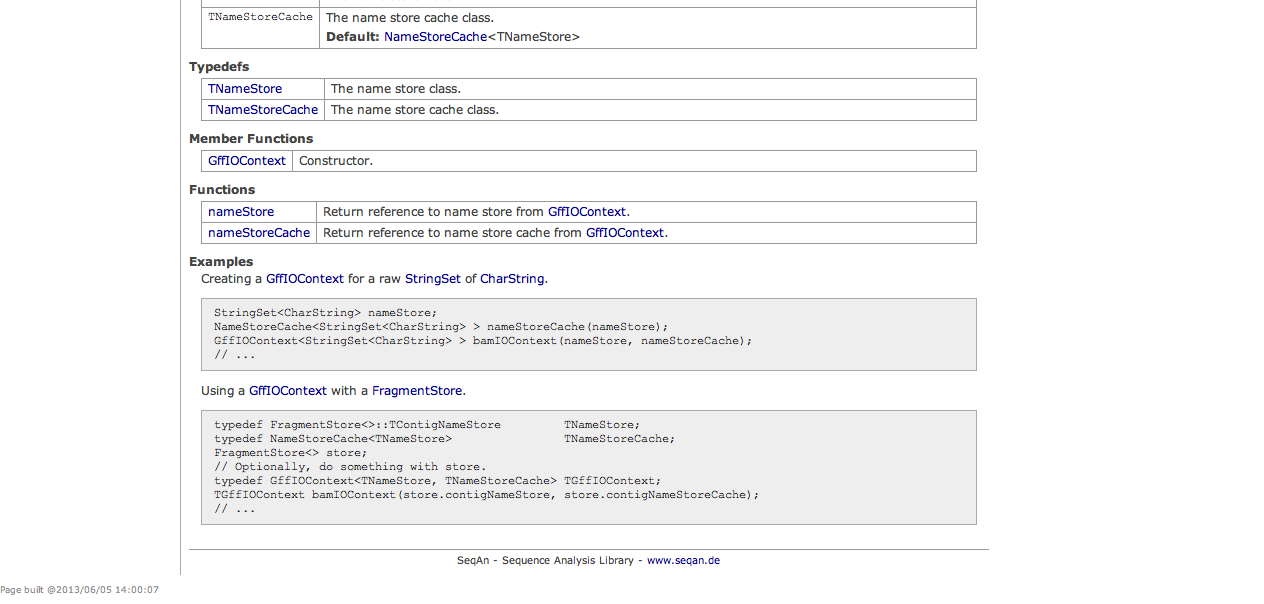 TNameStoreCache The name store cache class.
Default: NameStoreCache<TNameStore>
Typedefs
TNameStore The name store class.
TNameStoreCache The name store cache class.
Member Functions
GffIOContext Constructor.
Functions
nameStore Return reference to name store from GffIOContext.
nameStoreCache Return reference to name store cache from GffIOContext.
Examples
Creating a GffIOContext for a raw StringSet of CharString.
StringSet<CharString> nameStore;
NameStoreCache<StringSet<CharString> > nameStoreCache(nameStore);
GffIOContext<StringSet<CharString> > bamIOContext(nameStore, nameStoreCache);
// ...
Using a GffIOContext with a FragmentStore.
typedef FragmentStore<>::TContigNameStore         TNameStore;
typedef NameStoreCache<TNameStore>                TNameStoreCache;
FragmentStore<> store;
// Optionally, do something with store.
typedef GffIOContext<TNameStore, TNameStoreCache> TGffIOContext;
TGffIOContext bamIOContext(store.contigNameStore, store.contigNameStoreCache);
// ...
SeqAn - Sequence Analysis Library - www.seqan.de
Page built @2013/06/05 14:00:07